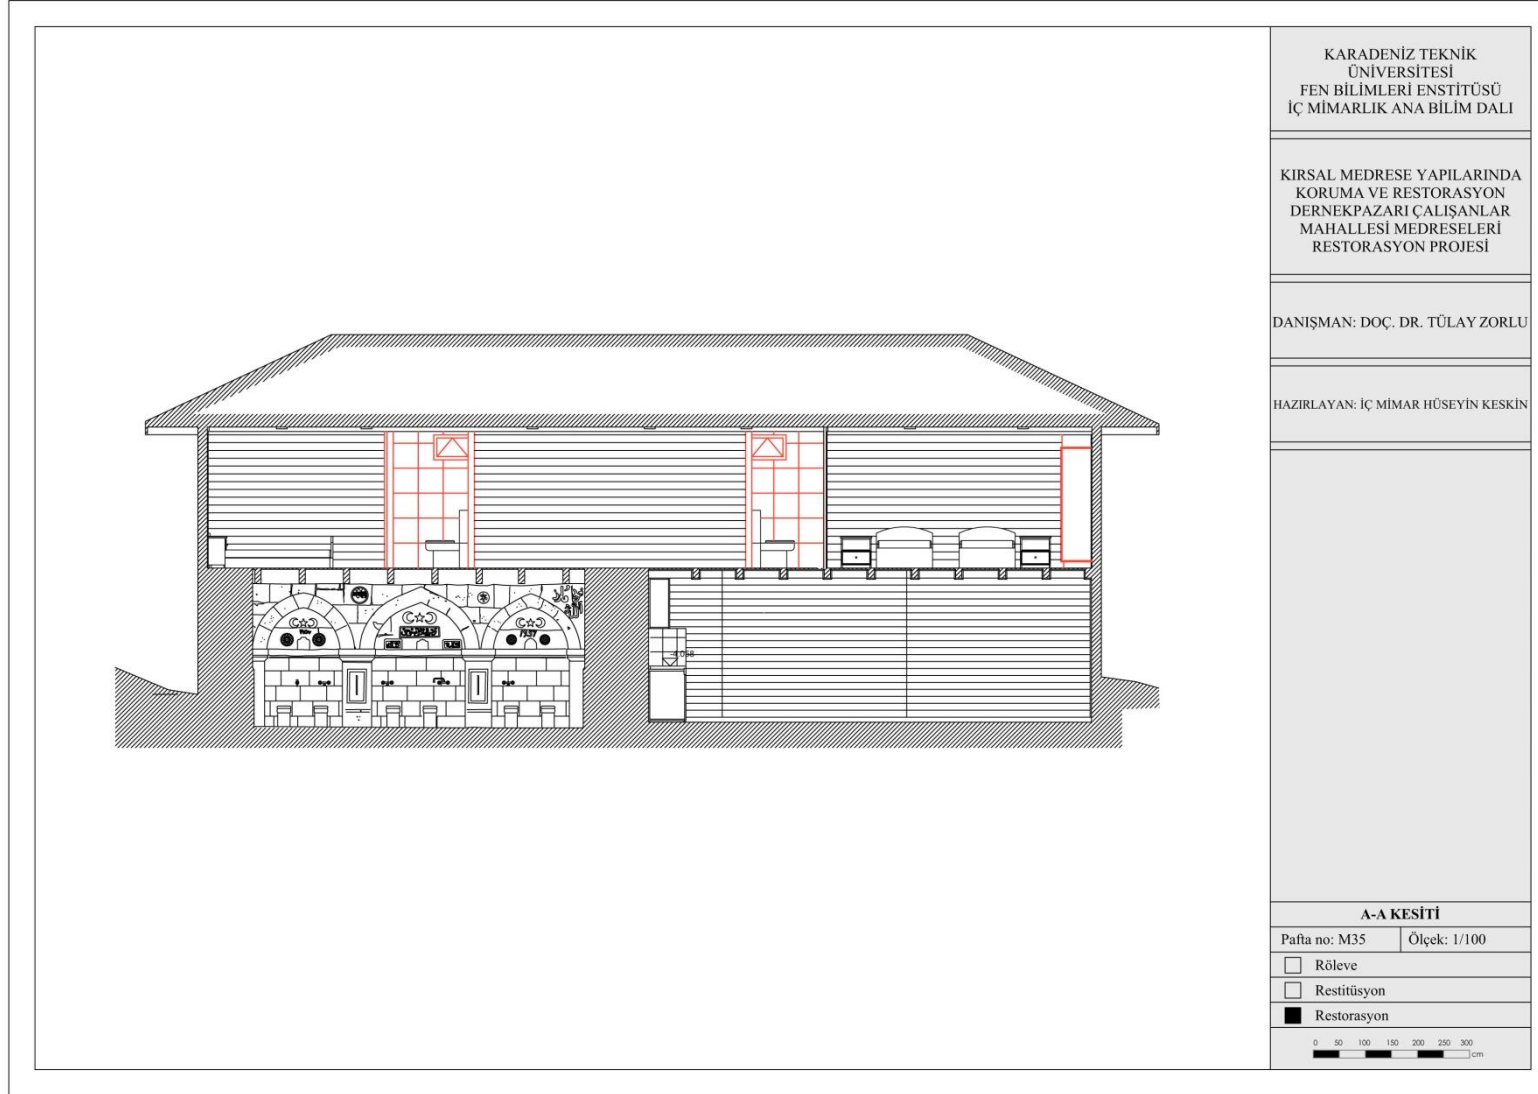 KARADENİZ TEKNİK
ÜNİVERSİTESİ
FEN BİLİMLERİ ENSTİTÜSÜ
İÇ MİMARLIK ANA BİLİM DALI
KIRSAL MEDRESE YAPILARINDA
KORUMA VE RESTORASYON
DERNEKPAZARI ÇALIŞANLAR
MAHALLESİ MEDRESELERİ
RESTORASYON PROJESİ
DANIŞMAN: DOÇ. DR. TÜLAY ZORLU
HAZIRLAYAN: İÇ MİMAR HÜSEYİN KESKİN
A-A KESİTİ
Pafta no: M35 Ölçek: 1/100
Röleve
Restitüsyon
Restorasyon
0 50 100 150 200 250 300
cm